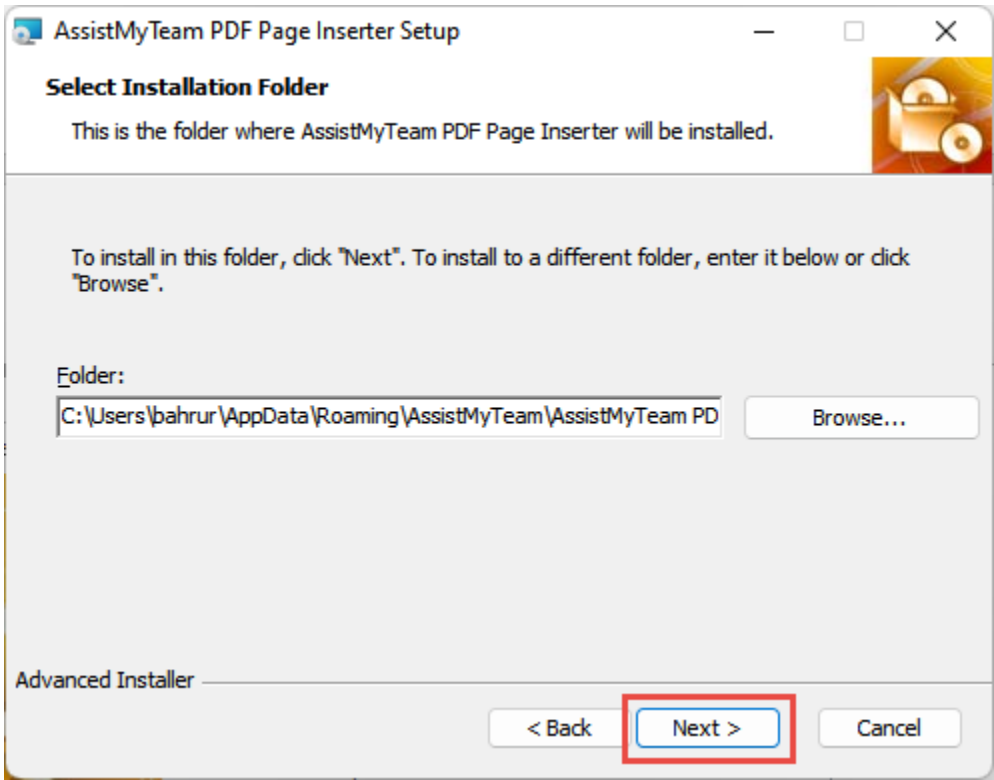 AssistMyTeam PDF Page Inserter Setup
Select Installation Folder
This is the folder where AssistMyTeam PDF Page Inserter will be installed.
To install in this folder, click "Next". To install to a different folder, enter it below or click
"Browse".
Folder:
C:\Users\bahrur\AppData\Roaming\AssistMyTeam\AssistMyTeam PD
Browse...
Advanced Installer
< Back
Next >
Cancel